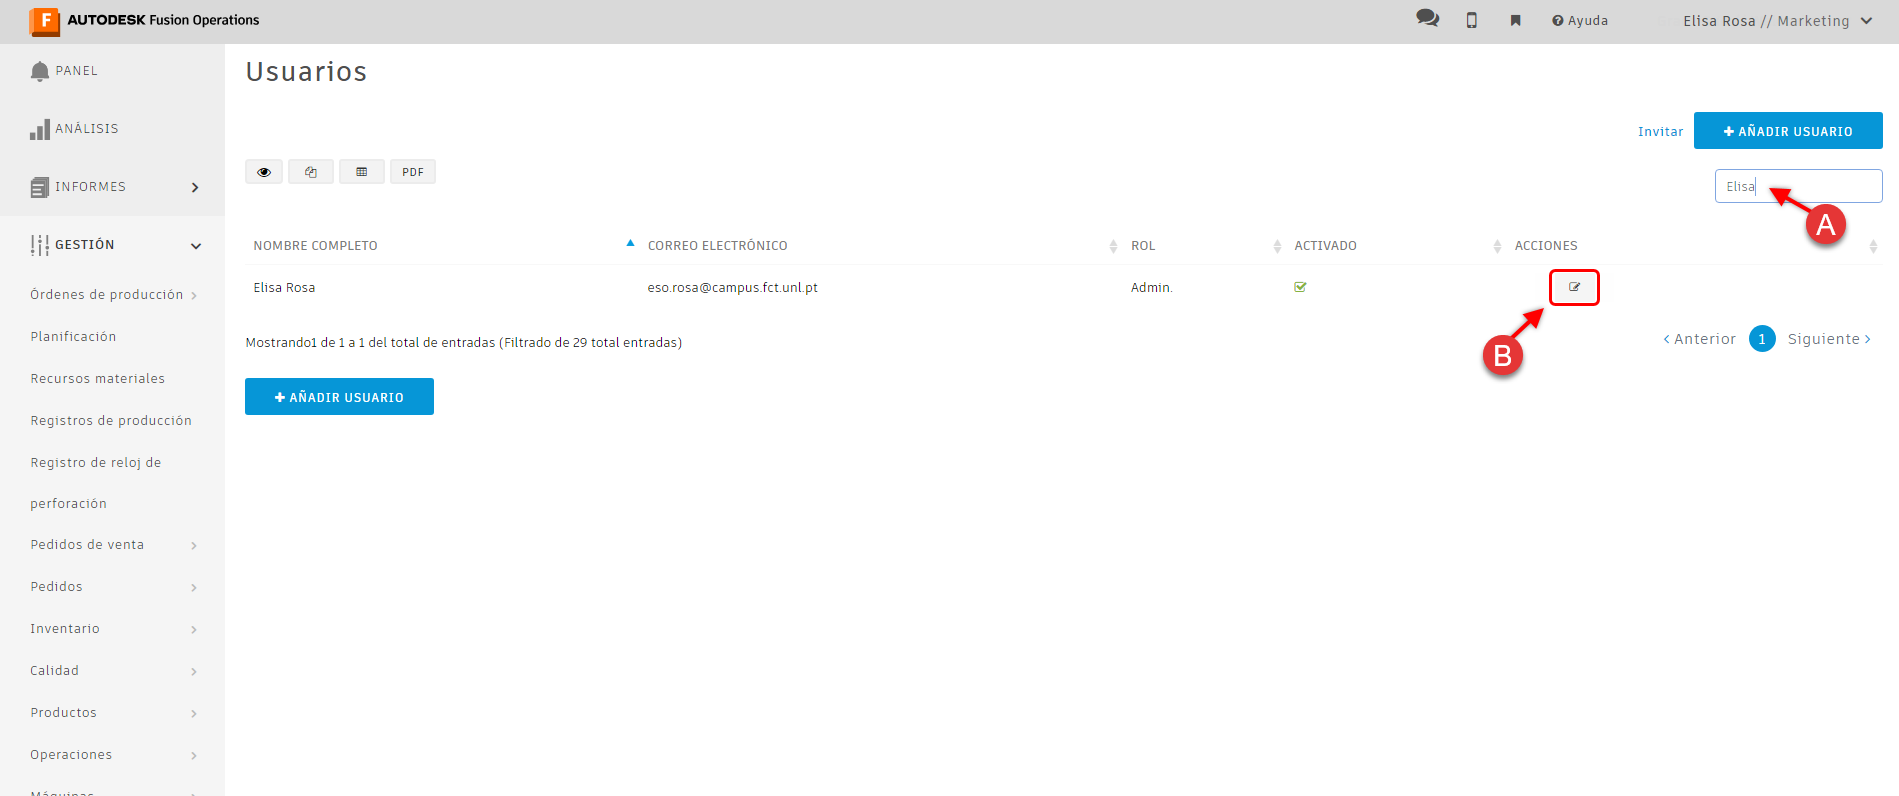 F AUTODESK Fusion Operations
Ayuda
Elisa Rosa // Marketing
PANEL
ANÁLISIS
INFORMES
GESTIÓN
Órdenes de producción
Planificación
Recursos materiales
Registros de producción
Registro de reloj de
perforación
Pedidos de venta
Pedidos
Inventario
Calidad
Productos
Operaciones
Máquinas
Usuarios
Invitar
+ AÑADIR USUARIO
PDF
Elisa
A
NOMBRE COMPLETO CORREO ELECTRÓNICO ROL ACTIVADO ACCIONES
Elisa Rosa eso.rosa@campus.fct.unl.pt Admin.
B
Mostrando1 de 1 a 1 del total de entradas (Filtrado de 29 total entradas)
< Anterior 1 Siguiente >
+ AÑADIR USUARIO